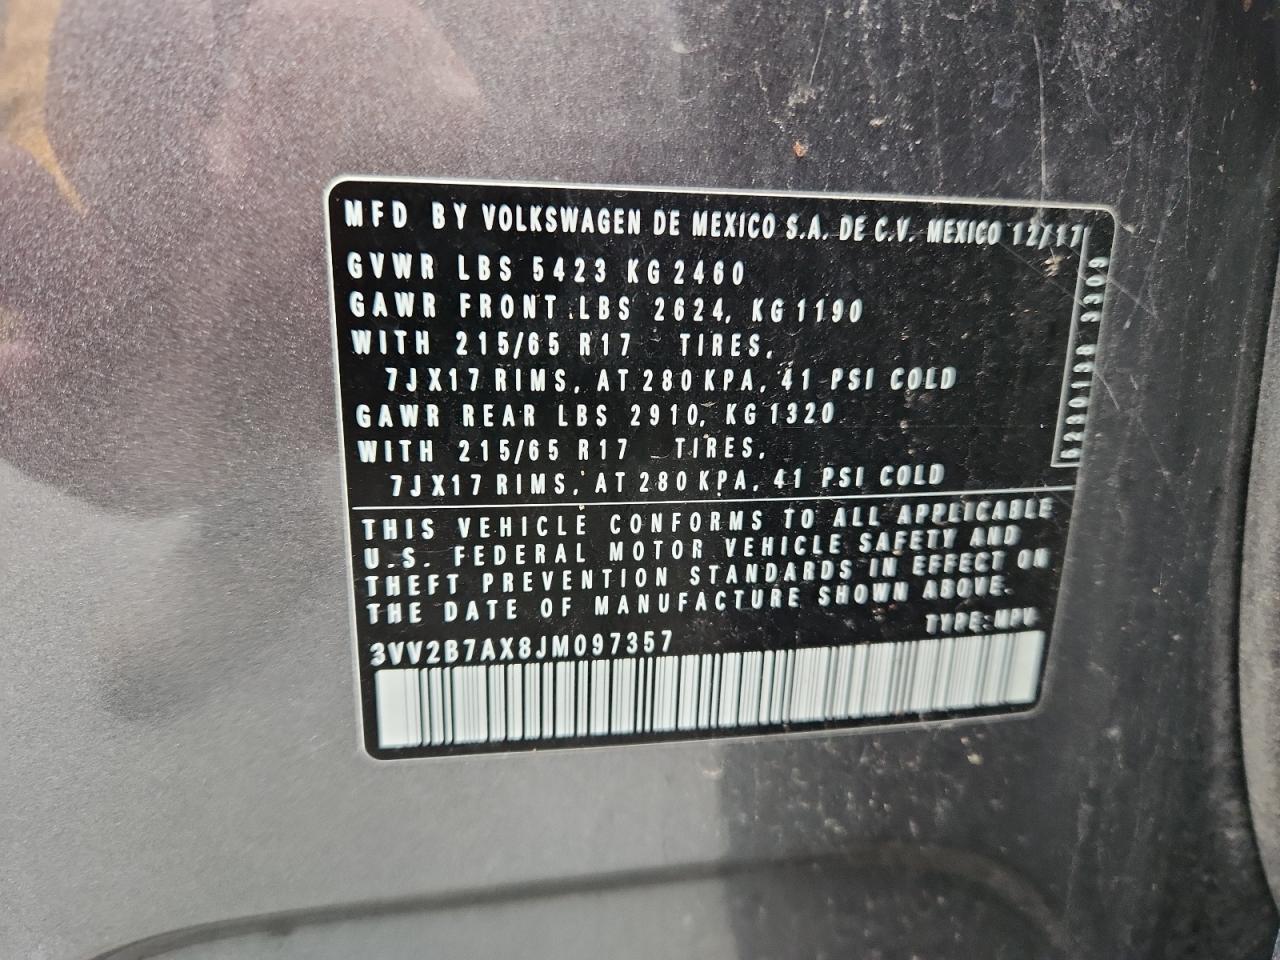 MFD BY VOLKSWAGEN DE MEXICO S.A. DE C.V. MEXICO 12/17
GVWR LBS 5423 KG 2460
GAWR FRONT LBS 2624, KG 1190
WITH 215/65 R17 TIRES,
7JX17 RIMS, AT 280 KPA, 41 PSI COLD
GAWR REAR LBS 2910, KG 1320
WITH 215/65 R17 TIRES,
7JX17 RIMS, AT 280 KPA, 41 PSI COLD
THIS VEHICLE CONFORMS TO ALL APPLICABLE
U.S. FEDERAL MOTOR VEHICLE SAFETY AND
THEFT PREVENTION STANDARDS IN EFFECT ON
THE DATE OF MANUFACTURE SHOWN ABOVE.
TYPE: MPV
3VV2B7AX8JM097357